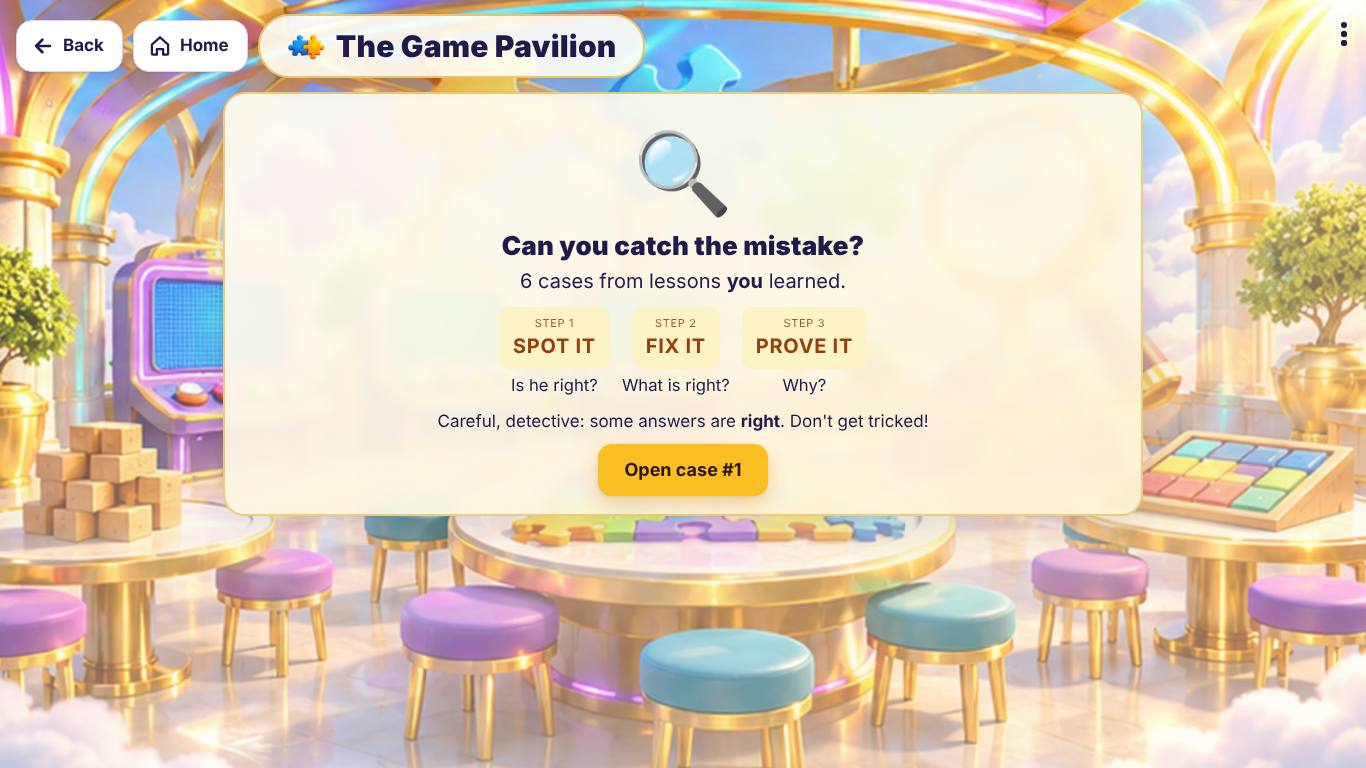 Back
Home
The Game Pavilion
Can you catch the mistake?
6 cases from lessons you learned.
STEP 1
SPOT IT
Is he right?
STEP 2
FIX IT
What is right?
STEP 3
PROVE IT
Why?
Careful, detective: some answers are right. Don't get tricked!
Open case #1